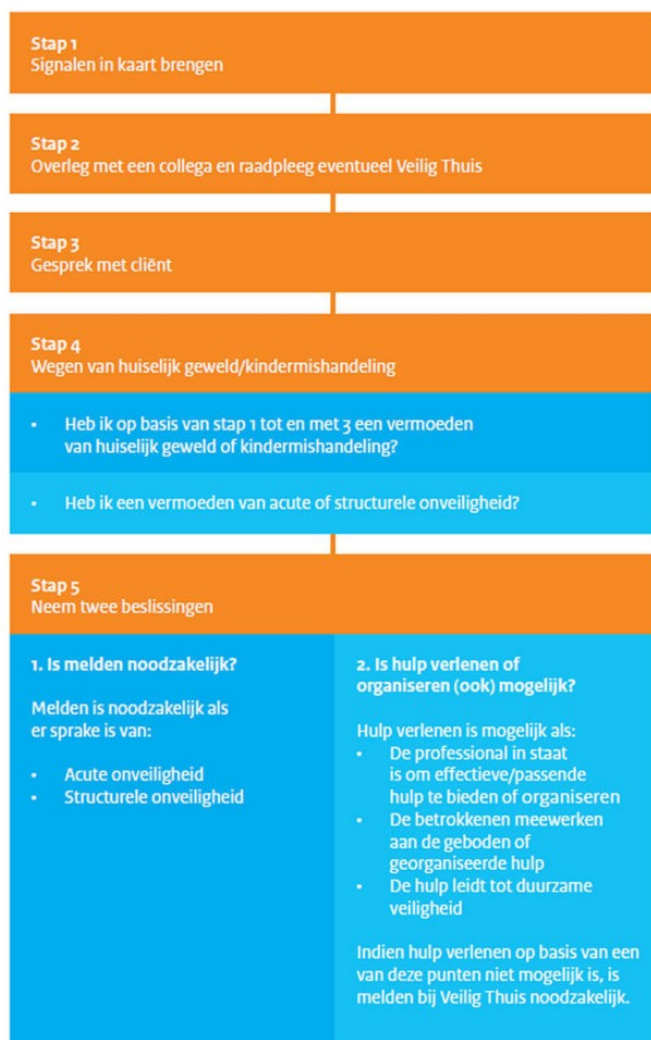 Stap 1
Signalen in kaart brengen
Stap 2
Overleg met een collega en raadpleeg eventueel Veilig Thuis
Stap 3
Gesprek met cliënt
Stap 4
Wegen van huiselijk geweld/kindermishandeling
• Heb ik op basis van stap 1 tot en met 3 een vermoeden
van huiselijk geweld of kindermishandeling?
• Heb ik een vermoeden van acute of structurele onveiligheid?
Stap 5
Neem twee beslissingen
1. Is melden noodzakelijk?
Melden is noodzakelijk als
er sprake is van:
• Acute onveiligheid
• Structurele onveiligheid
2. Is hulp verlenen of
organiseren (ook) mogelijk?
Hulp verlenen is mogelijk als:
• De professional in staat
is om effectieve/passende
hulp te bieden of organiseren
• De betrokkenen meewerken
aan de geboden of
georganiseerde hulp
• De hulp leidt tot duurzame
veiligheid
Indien hulp verlenen op basis van een
van deze punten niet mogelijk is, is
melden bij Veilig Thuis noodzakelijk.